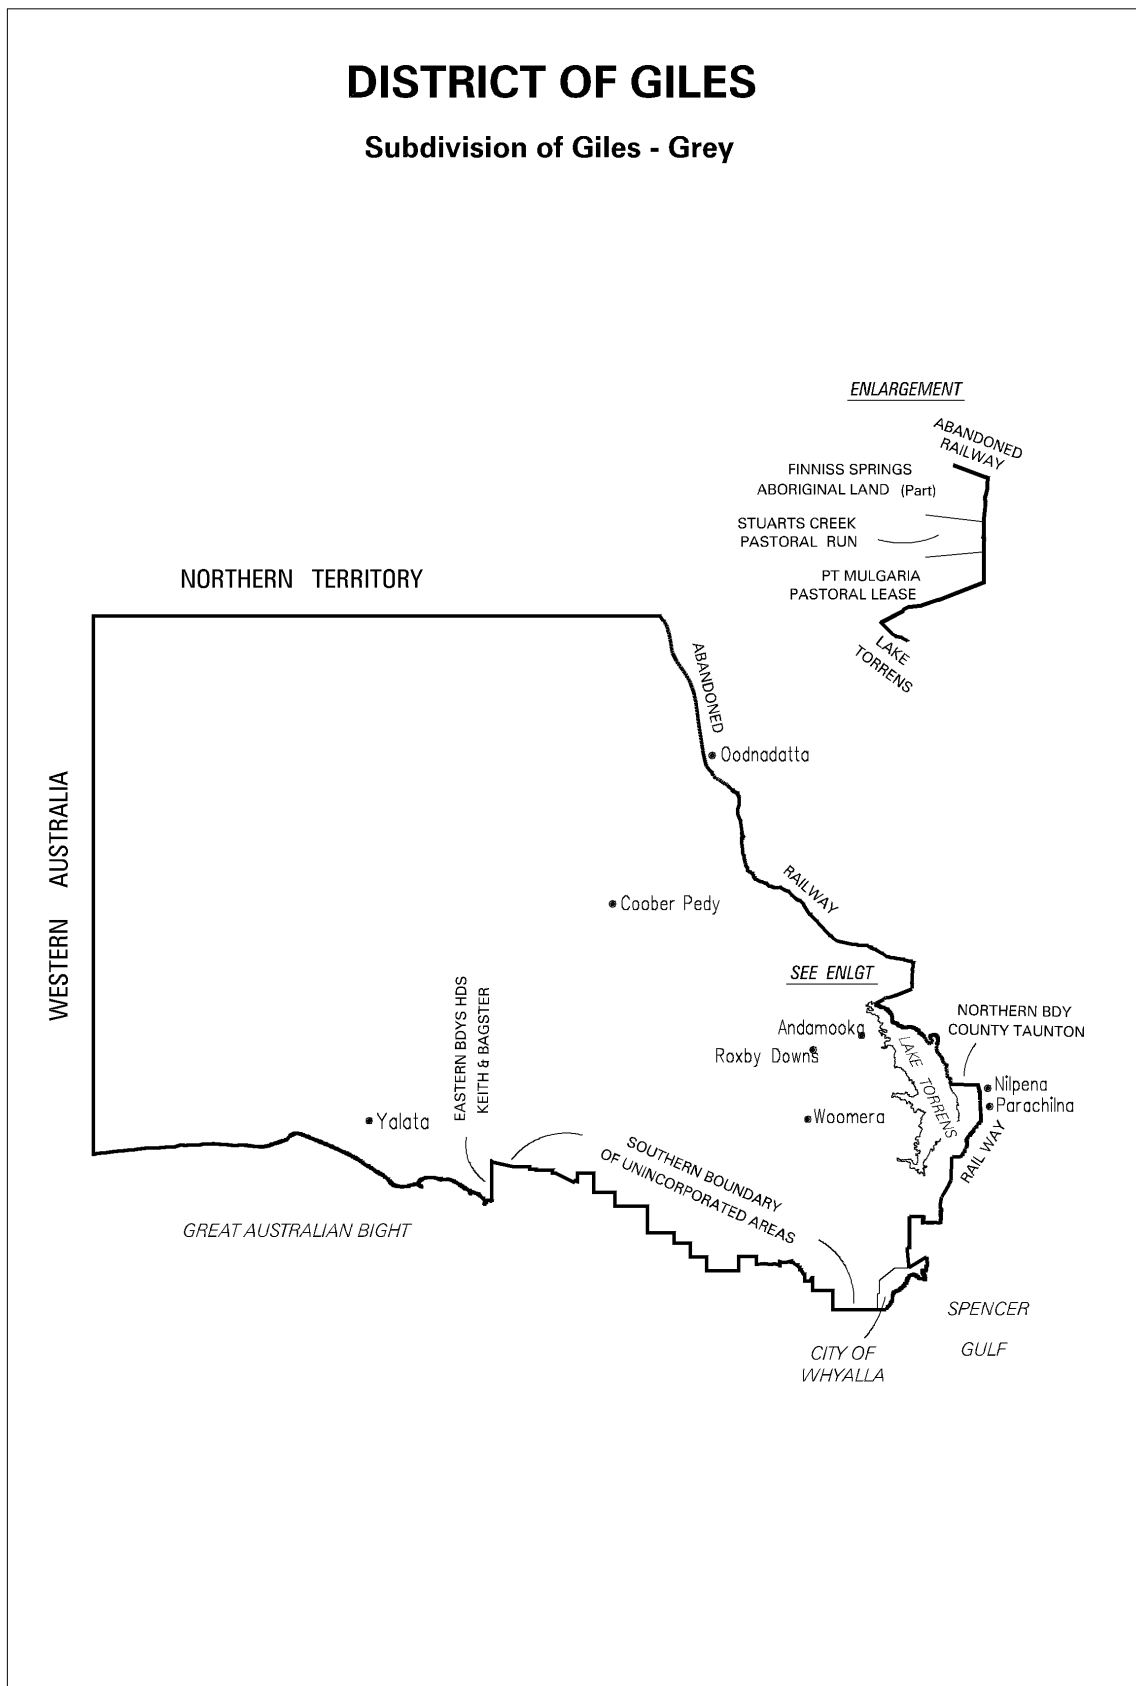 DISTRICT OF GILES
Subdivision of Giles - Grey
ENLARGEMENT
ABANDONED
RAILWAY
FINNISS SPRINGS
ABORIGINAL LAND (Part)
STUARTS CREEK
PASTORAL RUN
PT MULGARIA
PASTORAL LEASE
LAKE
TORRENS
NORTHERN TERRITORY
ABANDONED
Oodnadatta
WESTERN AUSTRALIA
RAILWAY
Coober Pedy
SEE ENLGT
EASTERN BDYS HDS
KEITH & BAGSTER
NORTHERN BDY
COUNTY TAUNTON
Andamooka
Roxby Downs
LAKE TORRENS
Nilpena
Parachilna
Woomera
Yalata
RAILWAY
SOUTHERN BOUNDARY
OF UNINCORPORATED AREAS
GREAT AUSTRALIAN BIGHT
SPENCER
GULF
CITY OF
WHYALLA